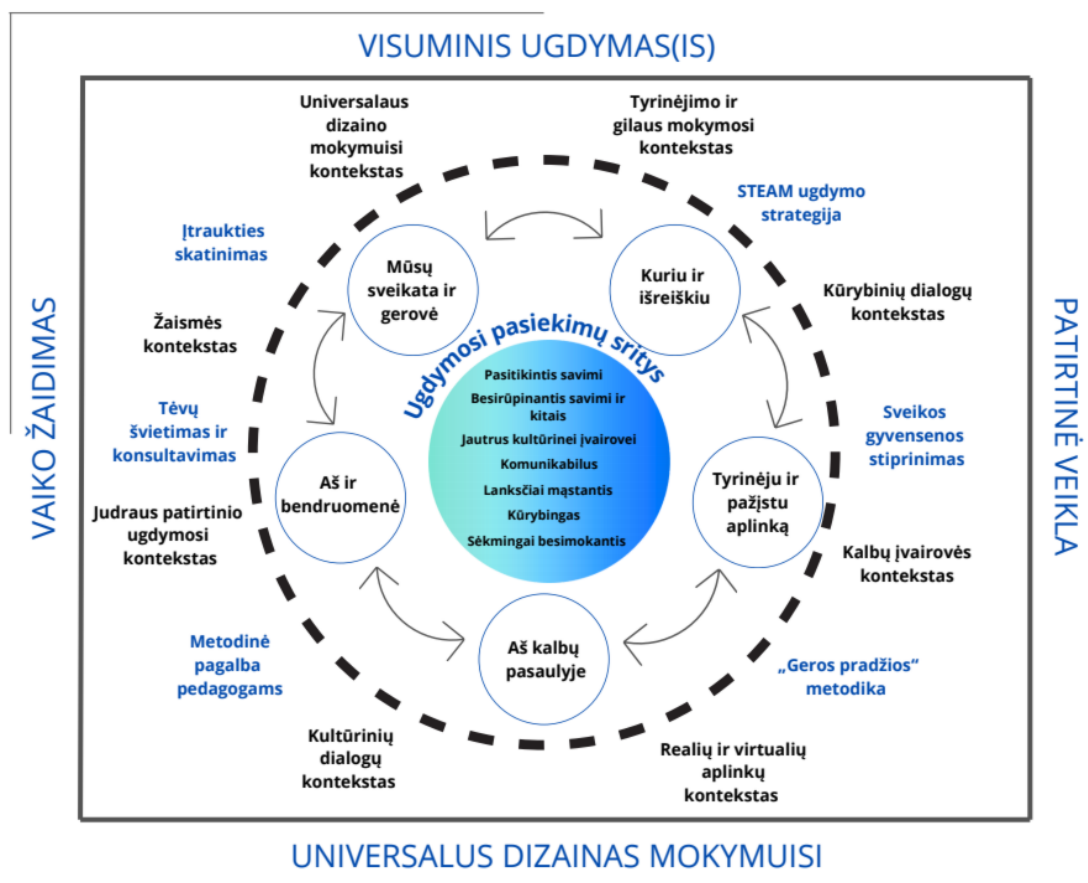 VISUMINIS UGDYMAS(IS)
Universalaus
dizaino
mokymuisi
kontekstas
Tyrinėjimo ir
gilaus mokymosi
kontekstas
STEAM ugdymo
strategija
Įtraukties
skatinimas
Mūsų
sveikata ir
gerovė
Kuriu ir
išreiškiu
Kūrybinių dialogų
kontekstas
Žaismės
kontekstas
VAIKO ŽAIDIMAS
PATIRTINĖ VEIKLA
Ugdymosi pasiekimų sritys
Pasitikintis savimi
Besirūpinantis savimi ir
kitais
Jautrus kultūrinei įvairovei
Komunikabilus
Lanksčiai mąstantis
Kūrybingas
Sėkmingai besimokantis
Tėvų
švietimas ir
konsultavimas
Sveikos
gyvensenos
stiprinimas
Aš ir
bendruomenė
Tyrinėju ir
pažįstu
aplinką
Judraus patirtinio
ugdymosi
kontekstas
Kalbų įvairovės
kontekstas
Aš kalbų
pasaulyje
Metodinė
pagalba
pedagogams
„Geros pradžios“
metodika
Kultūrinių
dialogų
kontekstas
Realių ir virtualių
aplinkų
kontekstas
UNIVERSALUS DIZAINAS MOKYMUISI